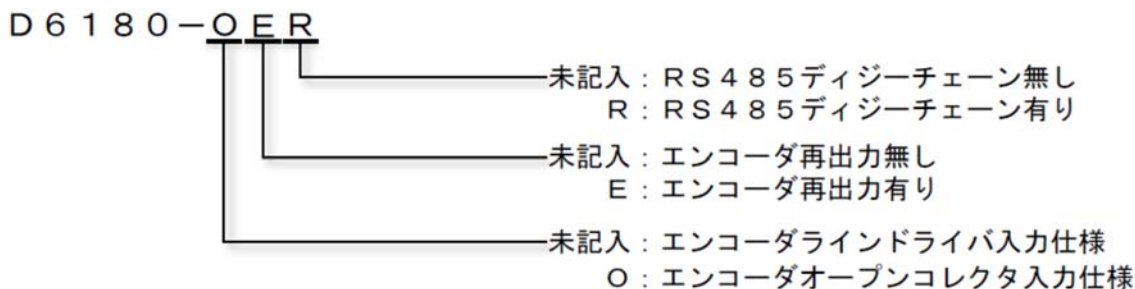 D6180-OER
未記入：RS485ディジーチェーン無し
R：RS485ディジーチェーン有り
未記入：エンコーダ再出力無し
E：エンコーダ再出力有り
未記入：エンコーダラインドライバ入力仕様
O：エンコーダオープンコレクタ入力仕様